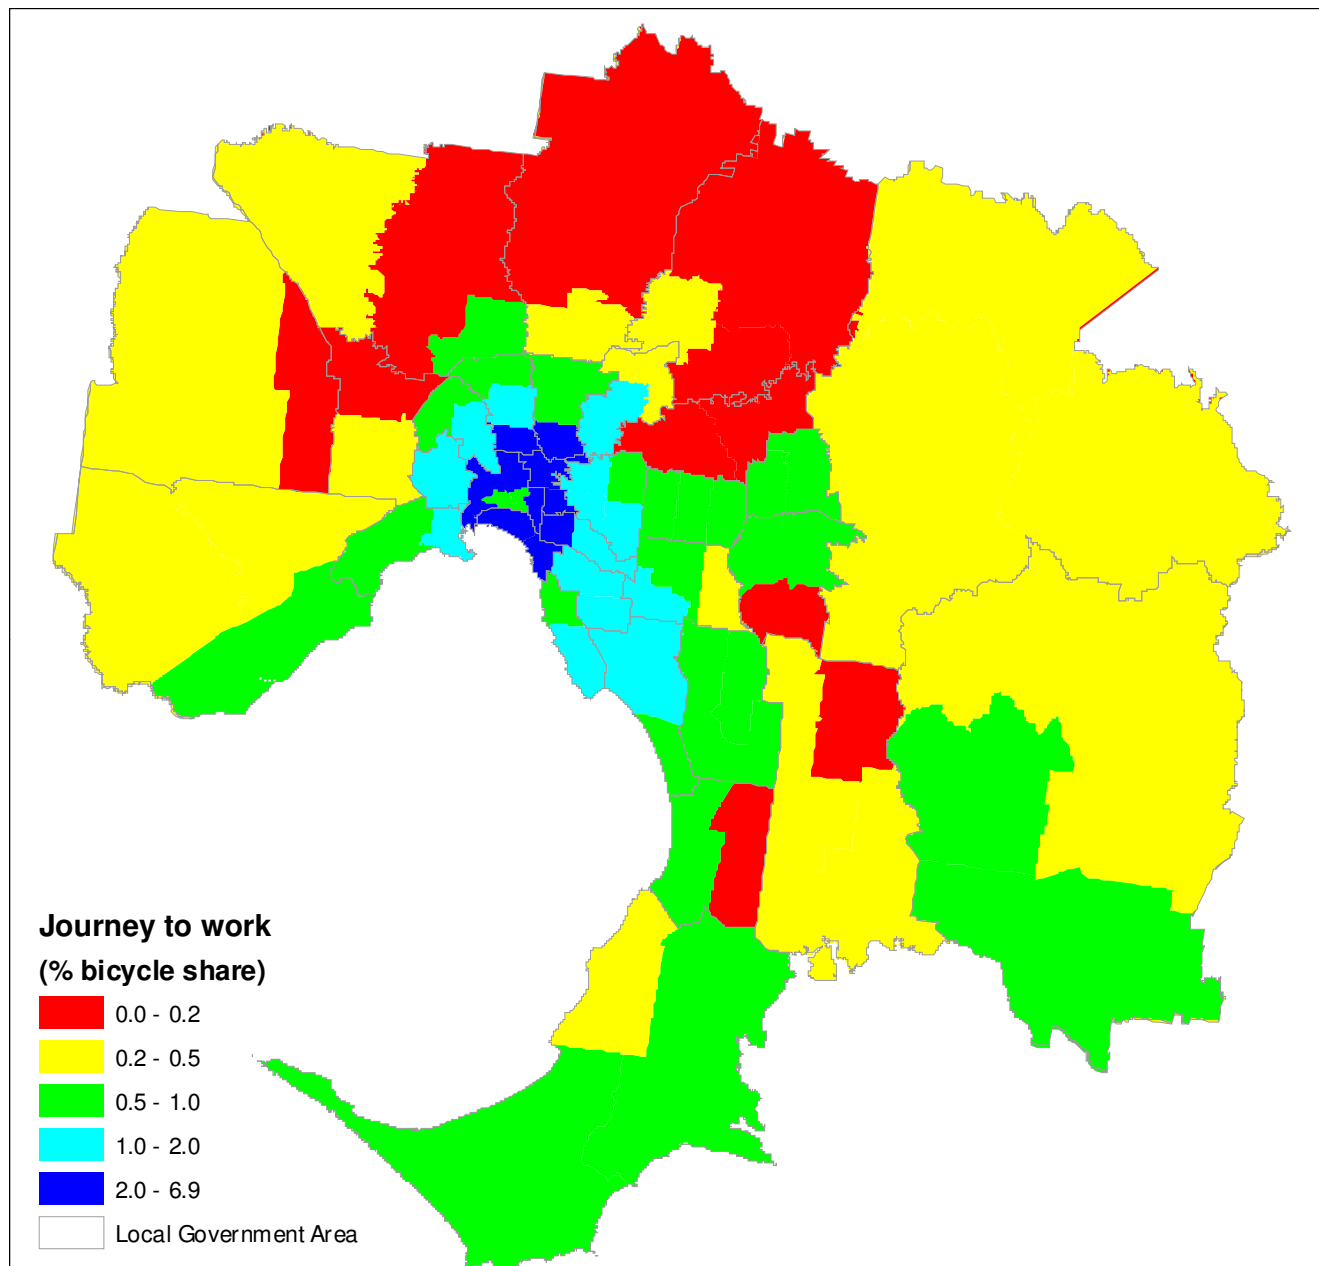 Journey to work
(% bicycle share)
0.0 - 0.2
0.2 - 0.5
0.5 - 1.0
1.0 - 2.0
2.0 - 6.9
Local Government Area